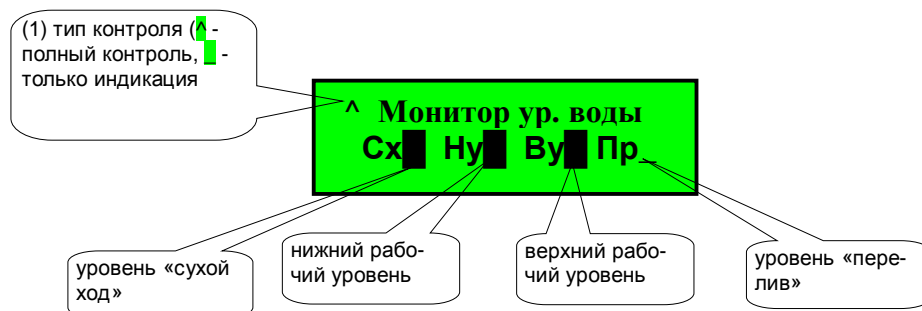 (1) тип контроля (^ -
полный контроль, _ -
только индикация
^ Монитор ур. воды
Сх█ Ну█ Ву█ Пр_
уровень «сухой
ход»
нижний рабо-
чий уровень
верхний рабо-
чий уровень
уровень «пере-
лив»